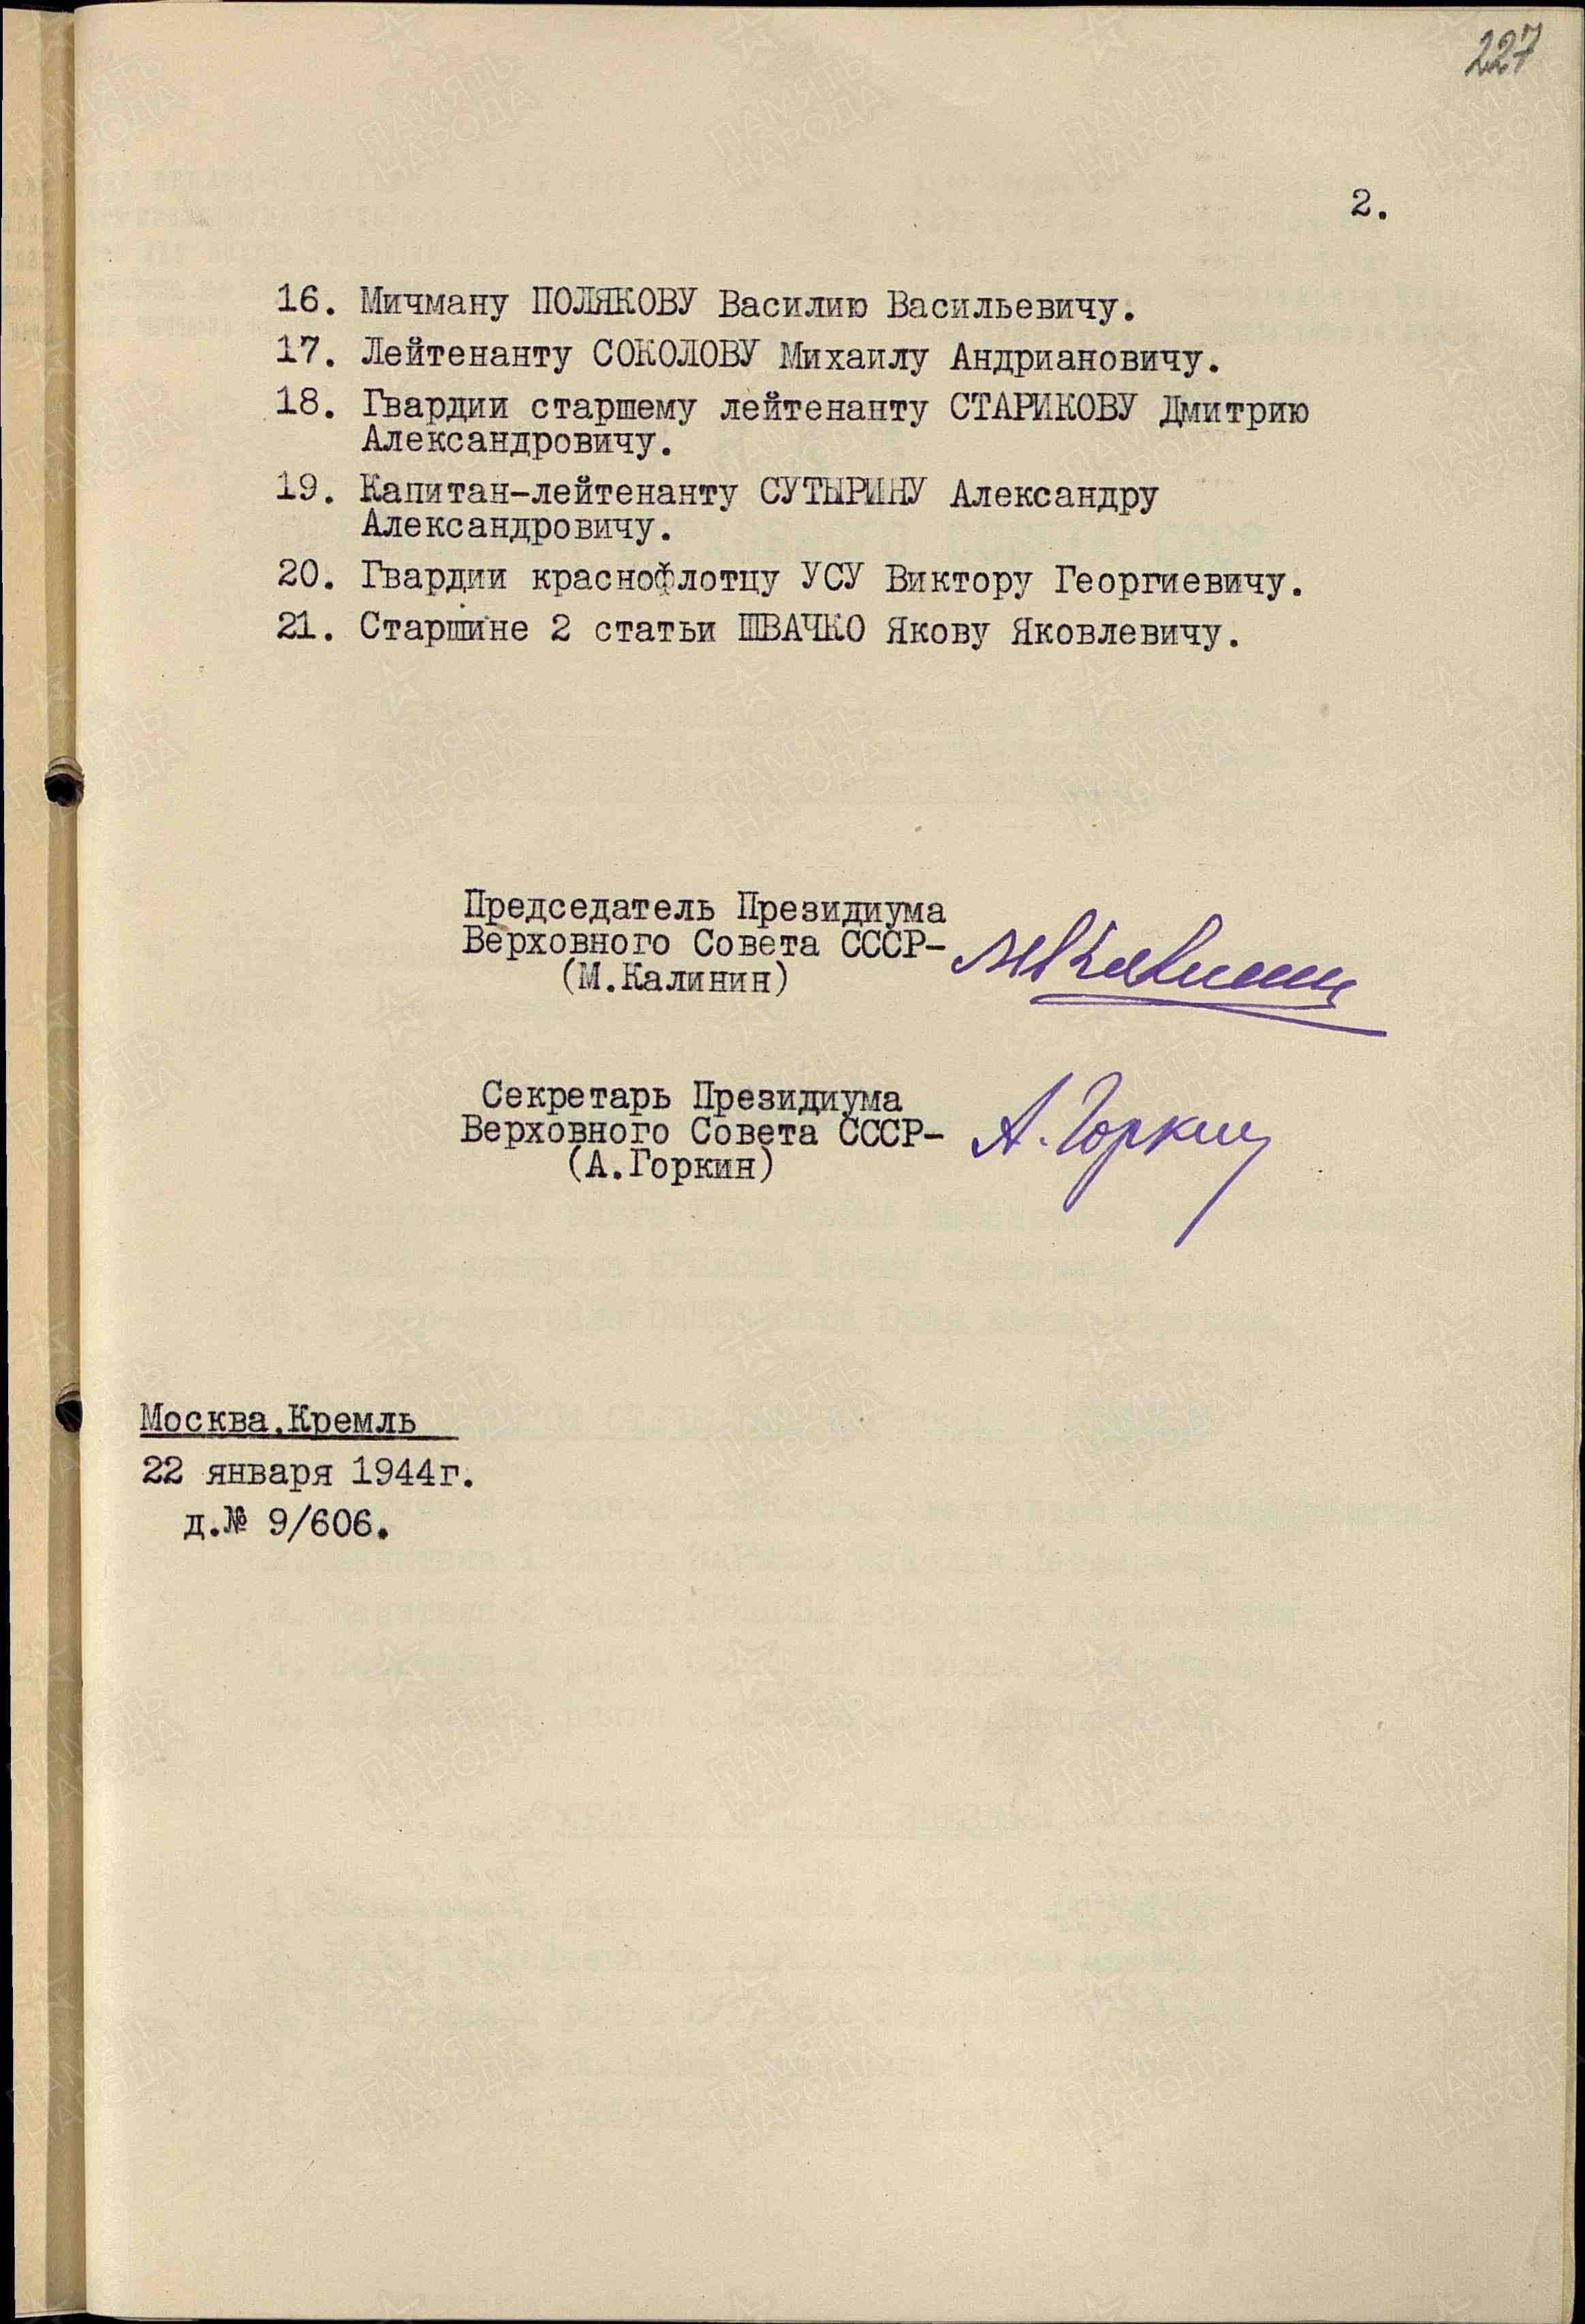 227
2.
16. Мичману ПОЛЯКОВУ Василию Васильевичу.
17. Лейтенанту СОКОЛОВУ Михаилу Андриановичу.
18. Гвардии старшему лейтенанту СТАРИКОВУ Дмитрию
Александровичу.
19. Капитан-лейтенанту СУТЫРИНУ Александру
Александровичу.
20. Гвардии краснофлотцу УСУ Виктору Георгиевичу.
21. Старшине 2 статьи ШВАЧКО Якову Яковлевичу.
Председатель Президиума
Верховного Совета СССР-
(М.Калинин)
МКалинин
Секретарь Президиума
Верховного Совета СССР-
(А.Горкин)
А.Горкин
Москва.Кремль
22 января 1944г.
д.№ 9/606.
ПАМЯТЬ
НАРОДА